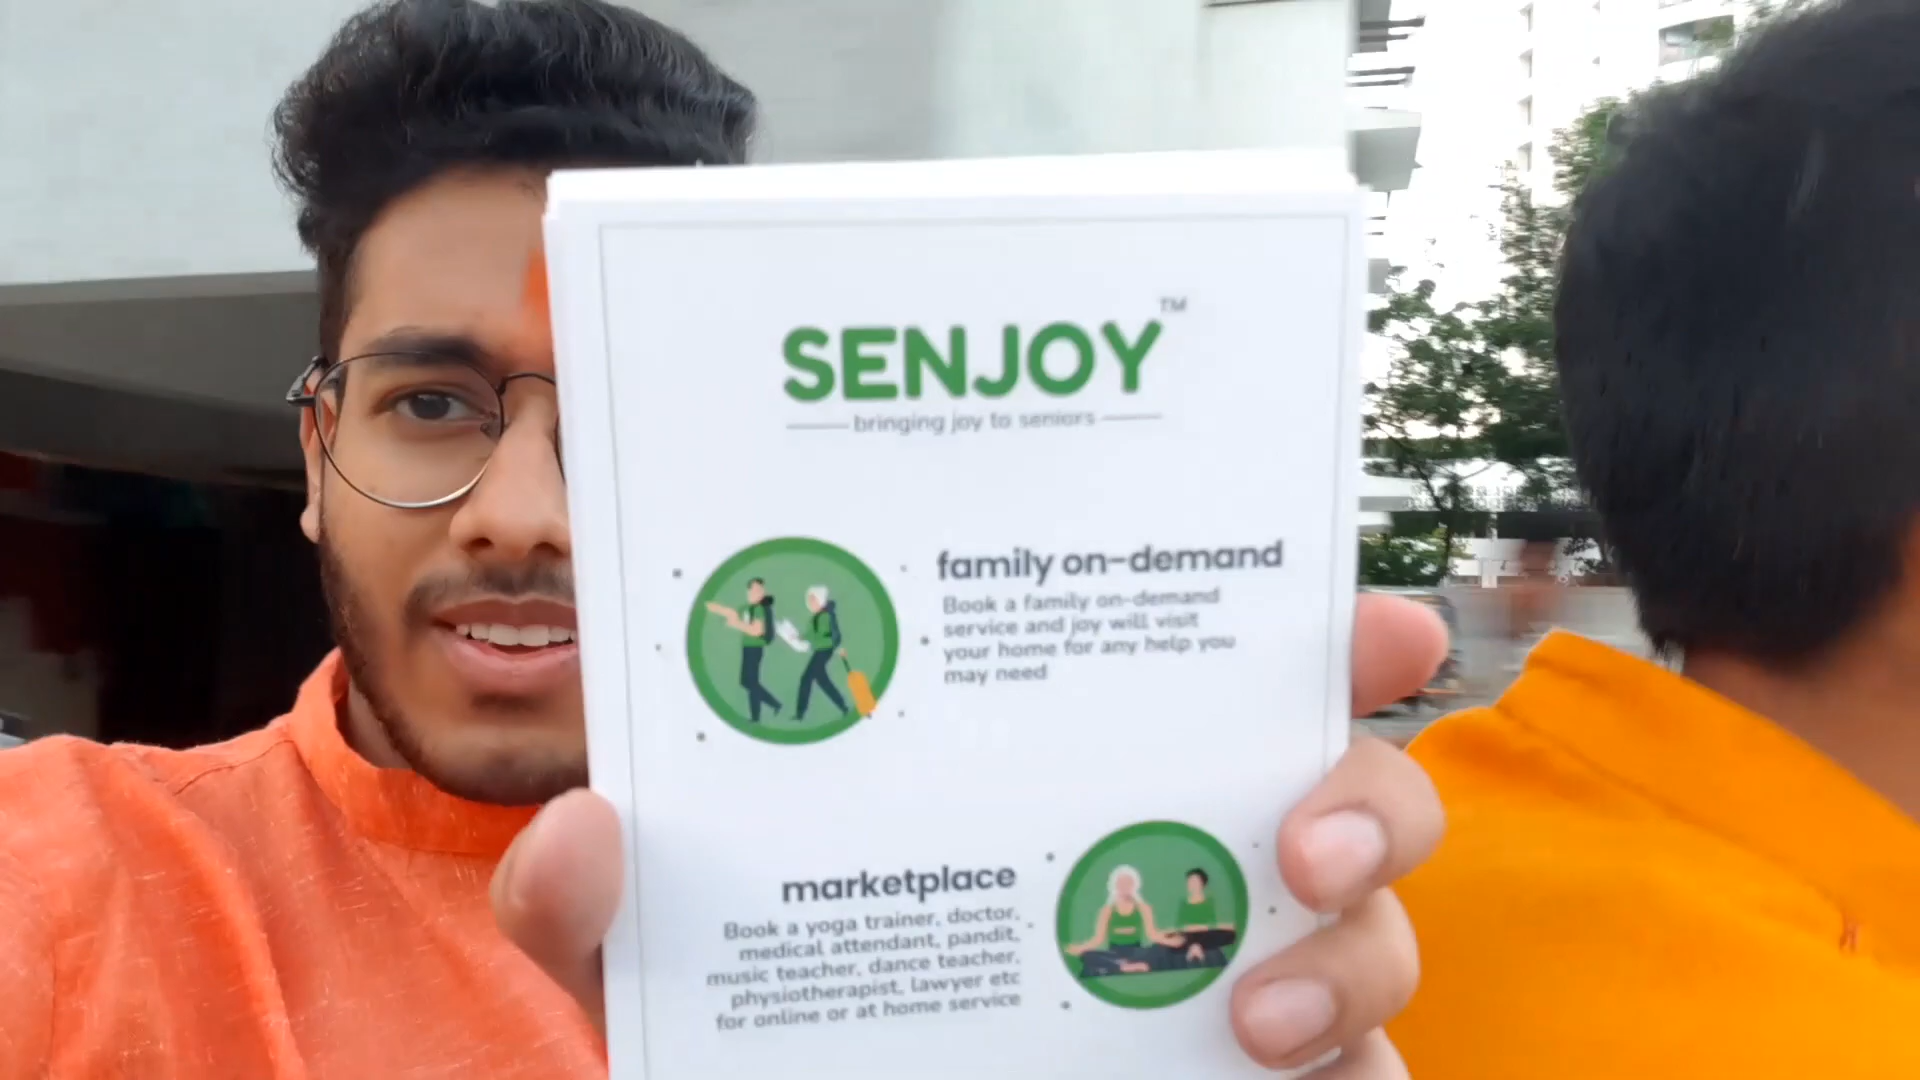 SENJOY™
bringing joy to seniors
family on-demand
Book a family on-demand
service and joy will visit
your home for any help you
may need
marketplace
Book a yoga trainer, doctor,
medical attendant, pandit,
music teacher, dance teacher,
physiotherapist, lawyer etc
for online or at home service